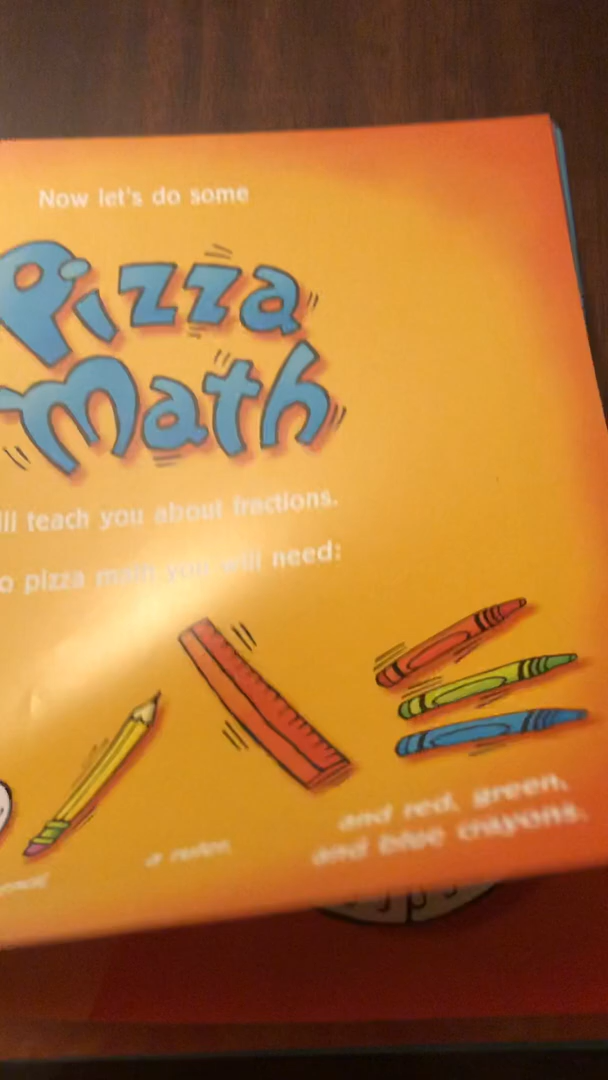 Now let's do some
Pizza
Math
ill teach you about fractions.
o pizza math you will need:
a ruler,
and red, green,
and blue crayons.